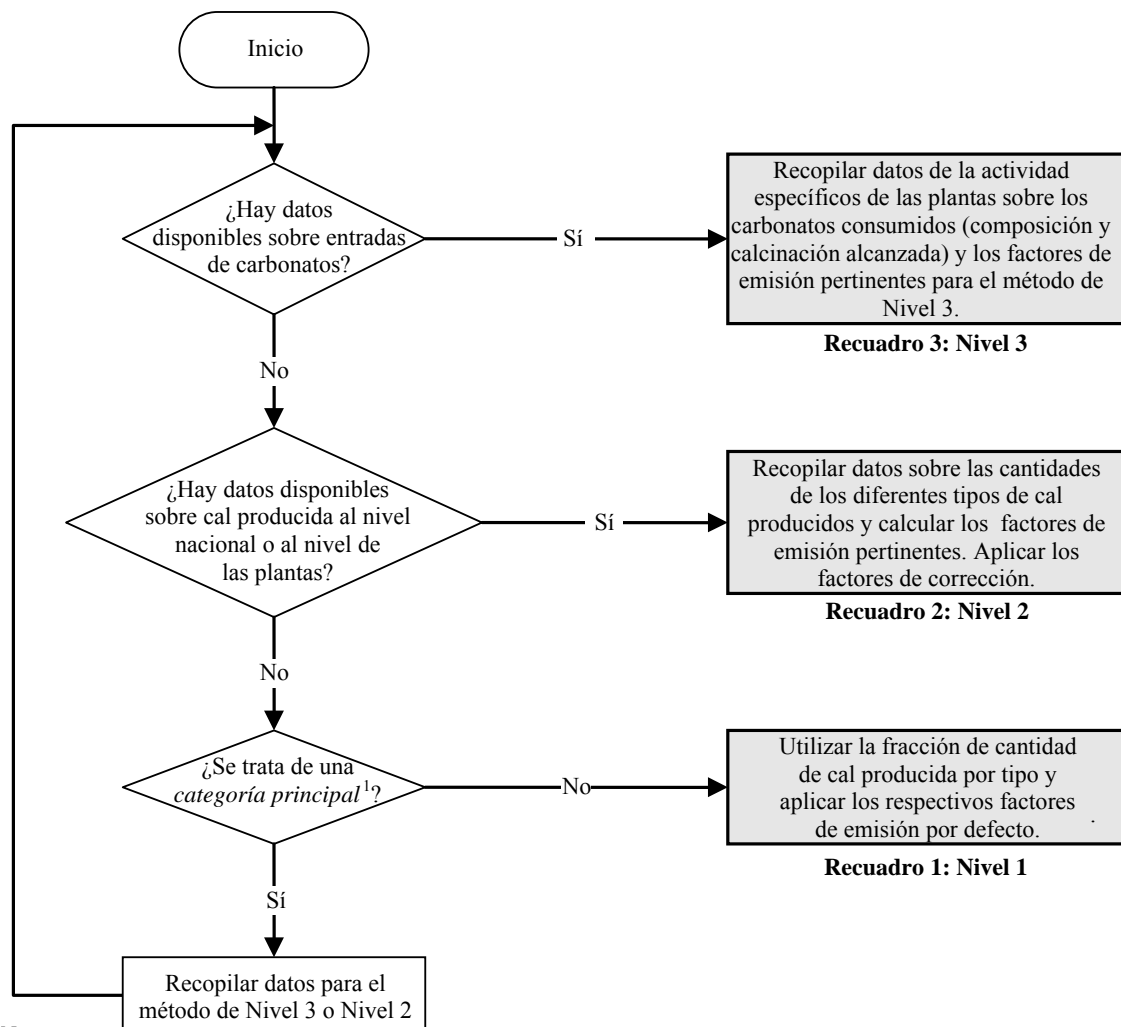 Inicio
¿Hay datos
disponibles sobre entradas
de carbonatos?
Sí
Recopilar datos de la actividad
específicos de las plantas sobre los
carbonatos consumidos (composición y
calcinación alcanzada) y los factores de
emisión pertinentes para el método de
Nivel 3.
Recuadro 3: Nivel 3
No
¿Hay datos disponibles
sobre cal producida al nivel
nacional o al nivel de
las plantas?
Sí
Recopilar datos sobre las cantidades
de los diferentes tipos de cal
producidos y calcular los factores de
emisión pertinentes. Aplicar los
factores de corrección.
Recuadro 2: Nivel 2
No
¿Se trata de una
categoría principal¹?
No
Utilizar la fracción de cantidad
de cal producida por tipo y
aplicar los respectivos factores
de emisión por defecto.
Recuadro 1: Nivel 1
Sí
Recopilar datos para el
método de Nivel 3 o Nivel 2